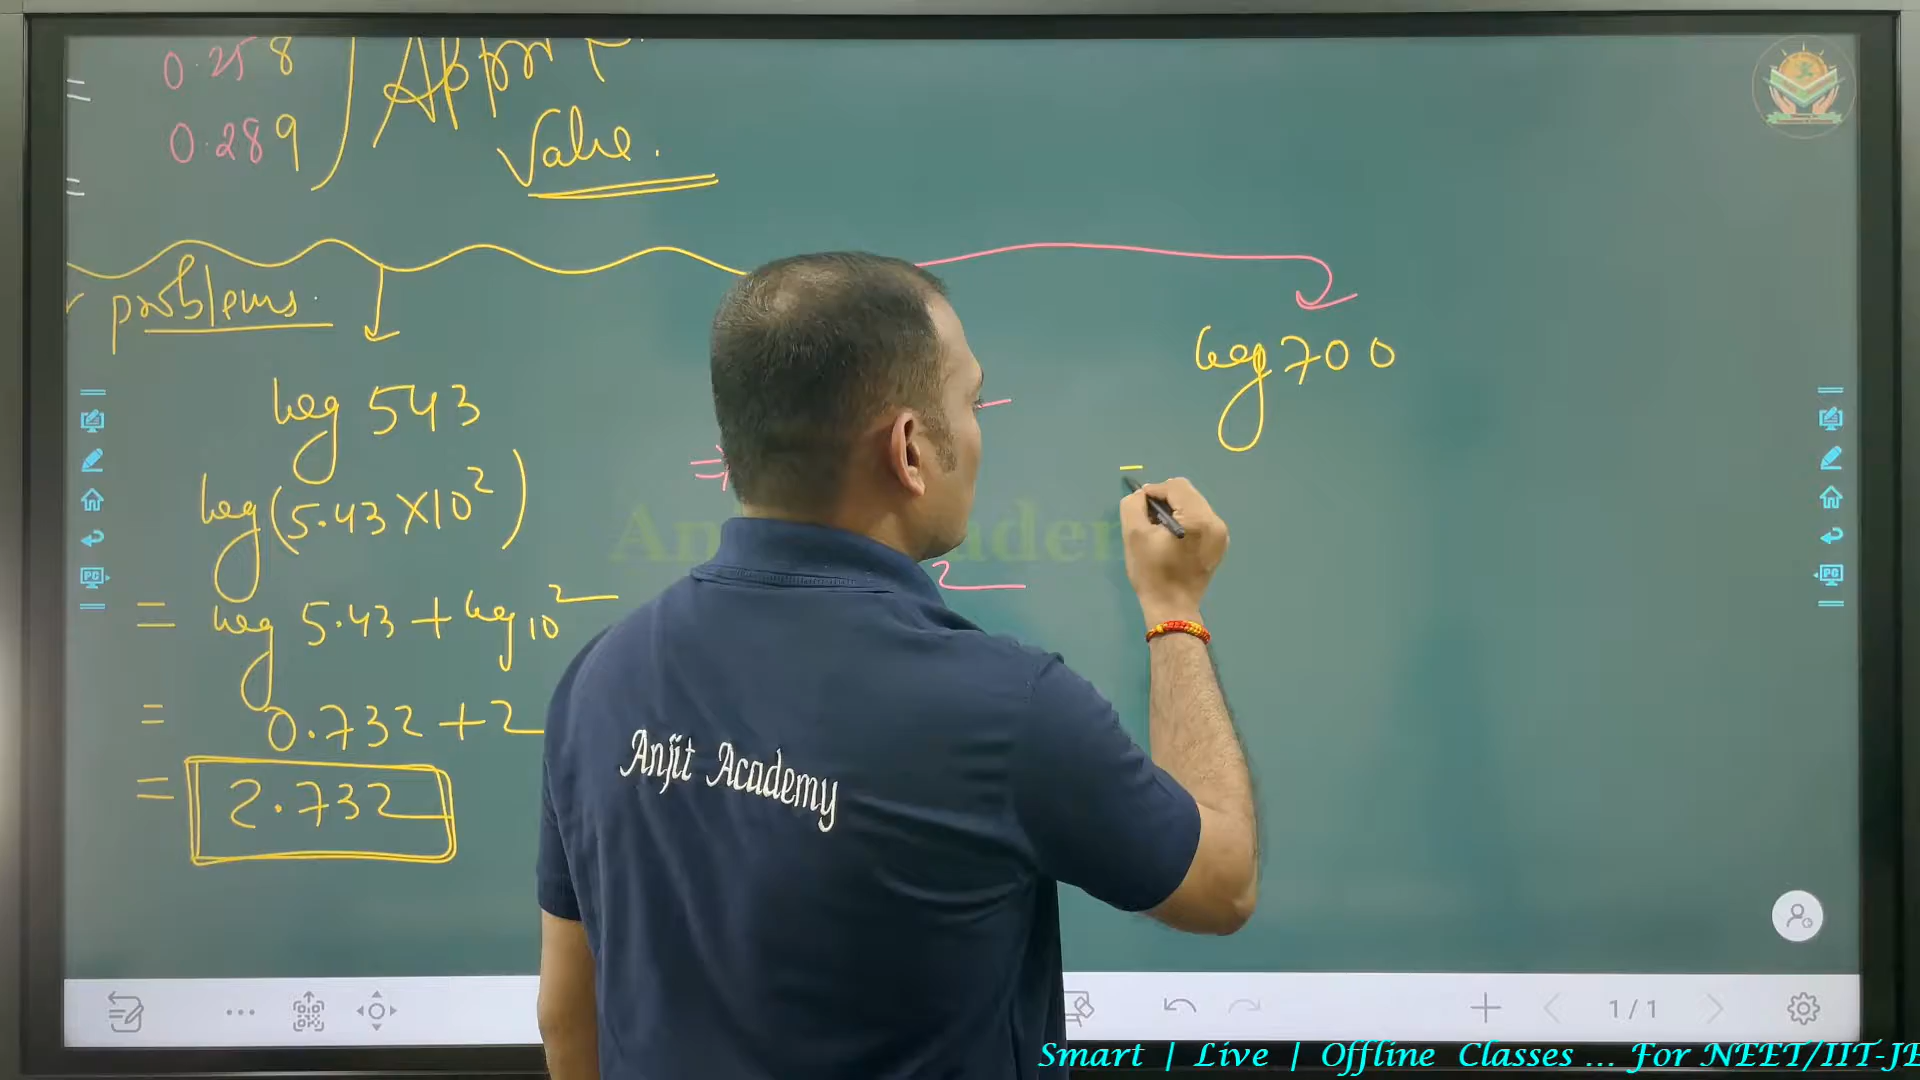 0.258
Value.
0.289
problems.
log 543
log(5.43×10²)
= log 5.43 + log 10²
= 0.732 + 2
= 2.732
log 700
Anjit Academy
1/1
Smart | Live | Offline Classes ... For NEET/IIT-JE